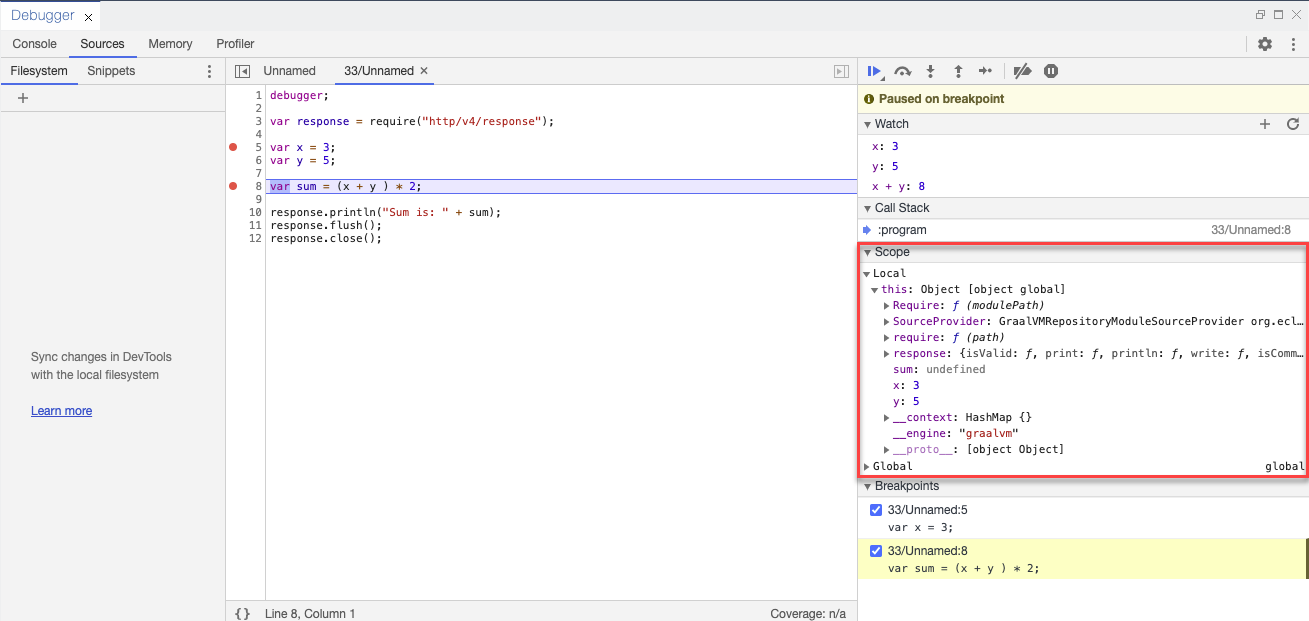 Debugger ×
Console Sources Memory Profiler
Filesystem Snippets
Unnamed 33/Unnamed ×
1 debugger;
2
3 var response = require("http/v4/response");
4
5 var x = 3;
6 var y = 5;
7
8 var sum = (x + y ) * 2;
9
10 response.println("Sum is: " + sum);
11 response.flush();
12 response.close();
Sync changes in DevTools
with the local filesystem
Learn more
{} Line 8, Column 1 Coverage: n/a
Paused on breakpoint
Watch
x: 3
y: 5
x + y: 8
Call Stack
:program 33/Unnamed:8
Scope
Local
this: Object [object global]
Require: ƒ (modulePath)
SourceProvider: GraalVMRepositoryModuleSourceProvider org.ecl…
require: ƒ (path)
response: {isValid: ƒ, print: ƒ, println: ƒ, write: ƒ, isComm…
sum: undefined
x: 3
y: 5
__context: HashMap {}
__engine: "graalvm"
__proto__: [object Object]
Global global
Breakpoints
33/Unnamed:5
var x = 3;
33/Unnamed:8
var sum = (x + y ) * 2;